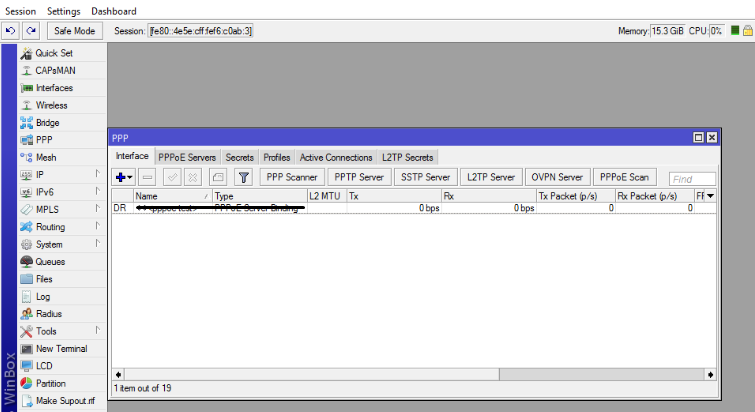 Session Settings Dashboard
Safe Mode Session: [fe80::4e5e:cff:fef6:c0ab:3] Memory: 15.3 GiB CPU: 0%
Quick Set
CAPsMAN
Interfaces
Wireless
Bridge
PPP
Mesh
IP
IPv6
MPLS
Routing
System
Queues
Files
Log
Radius
Tools
New Terminal
LCD
Partition
Make Supout.rif
WinBox
PPP
Interface PPPoE Servers Secrets Profiles Active Connections L2TP Secrets
PPP Scanner PPTP Server SSTP Server L2TP Server OVPN Server PPPoE Scan Find
Name Type L2 MTU Tx Rx Tx Packet (p/s) Rx Packet (p/s)
DR <pppoe-test> PPPoE Server Binding 0 bps 0 bps 0 0
1 item out of 19